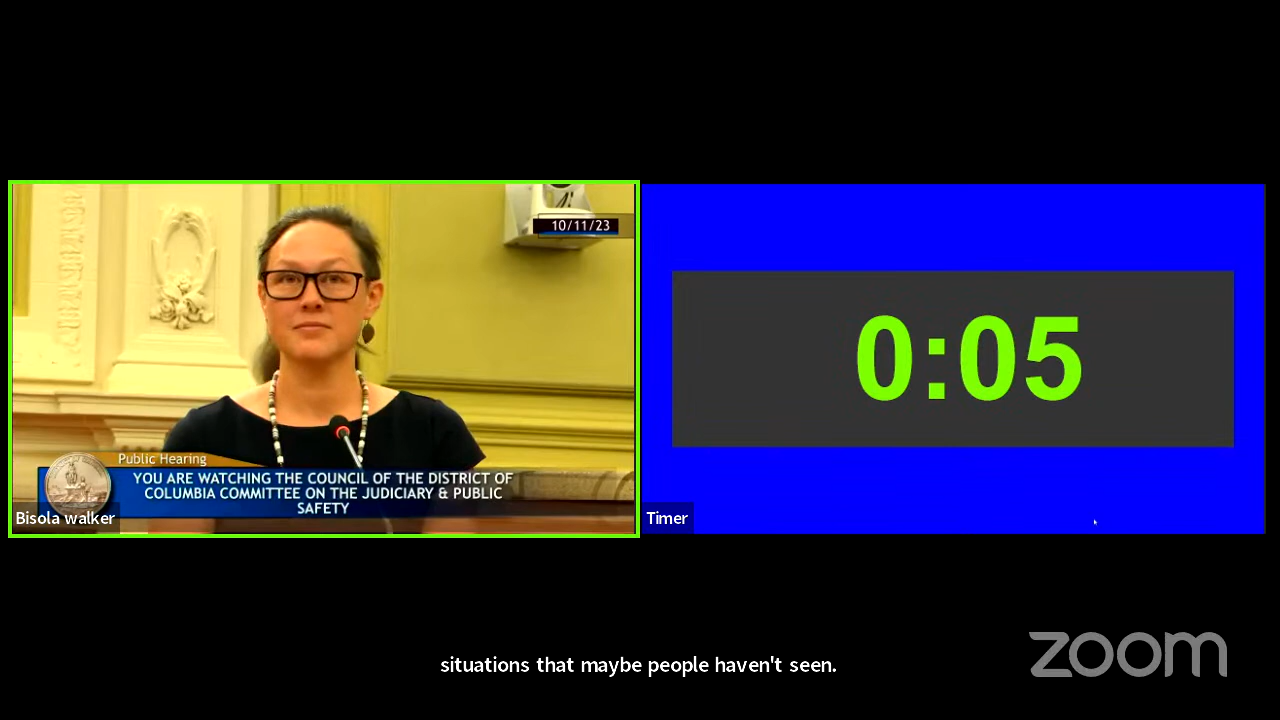 10/11/23
Public Hearing
YOU ARE WATCHING THE COUNCIL OF THE DISTRICT OF
COLUMBIA COMMITTEE ON THE JUDICIARY & PUBLIC
SAFETY
Bisola walker
0:05
Timer
situations that maybe people haven't seen.
zoom